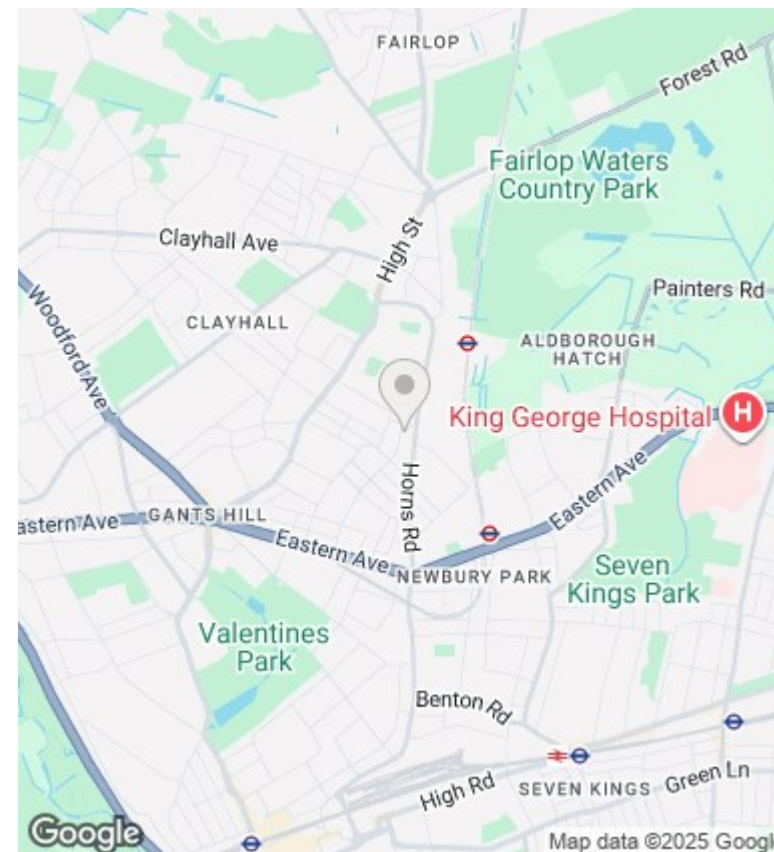 FAIRLOP
Forest Rd
Fairlop Waters
Country Park
High St
Clayhall Ave
Painters Rd
Woodford Ave
CLAYHALL
ALDBOROUGH
HATCH
King George Hospital
H
Horns Rd
Eastern Ave
GANTS HILL
astern Ave
Eastern Ave
NEWBURY PARK
Seven
Kings Park
Valentines
Park
Benton Rd
High Rd
SEVEN KINGS
Green Ln
Google
Map data ©2025 Googl